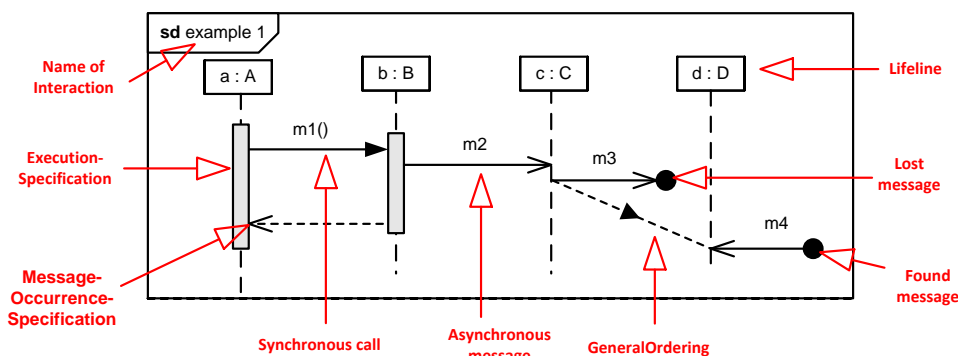 sd example 1
Name of
Interaction
a : A
b : B
c : C
d : D
Lifeline
m1()
m2
m3
Execution-
Specification
Lost
message
m4
Message-
Occurrence-
Specification
Found
message
Synchronous call
Asynchronous
message
GeneralOrdering